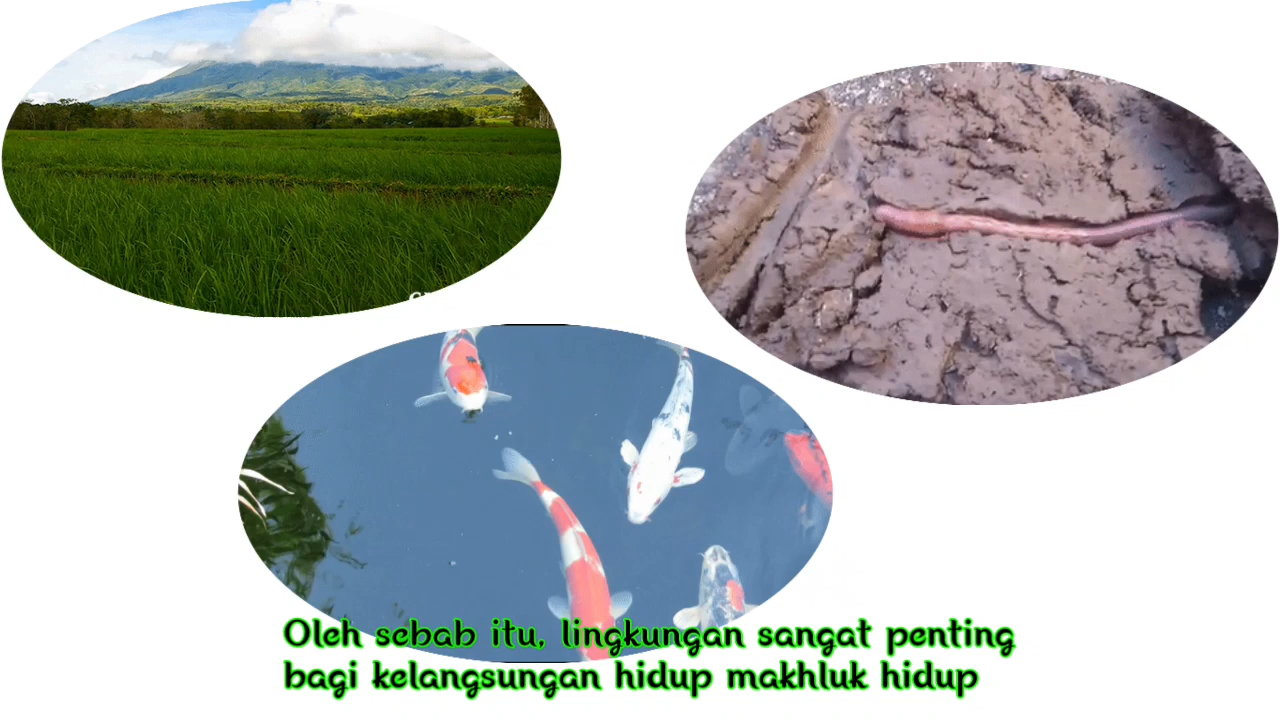 Oleh sebab itu, lingkungan sangat penting
bagi kelangsungan hidup makhluk hidup